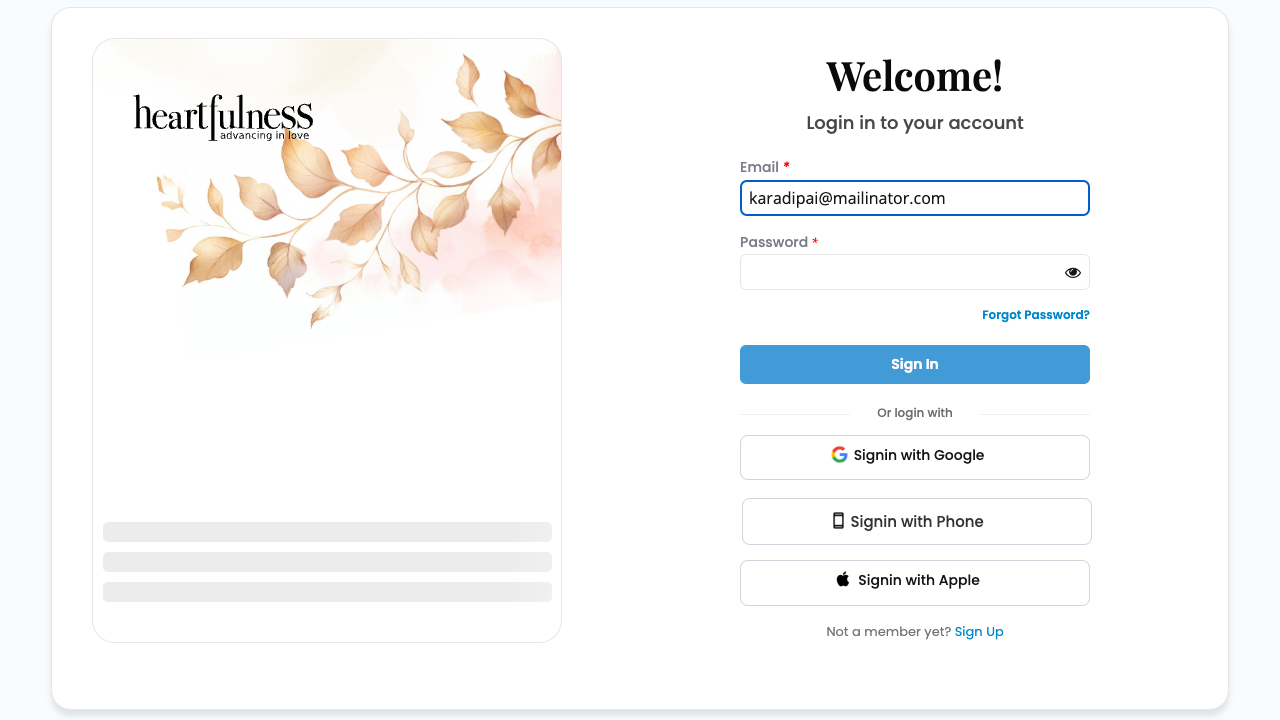 heartfulness
advancing in love
Welcome!
Login in to your account
Email *
karadipai@mailinator.com
Password *
Forgot Password?
Sign In
Or login with
Signin with Google
Signin with Phone
Signin with Apple
Not a member yet? Sign Up